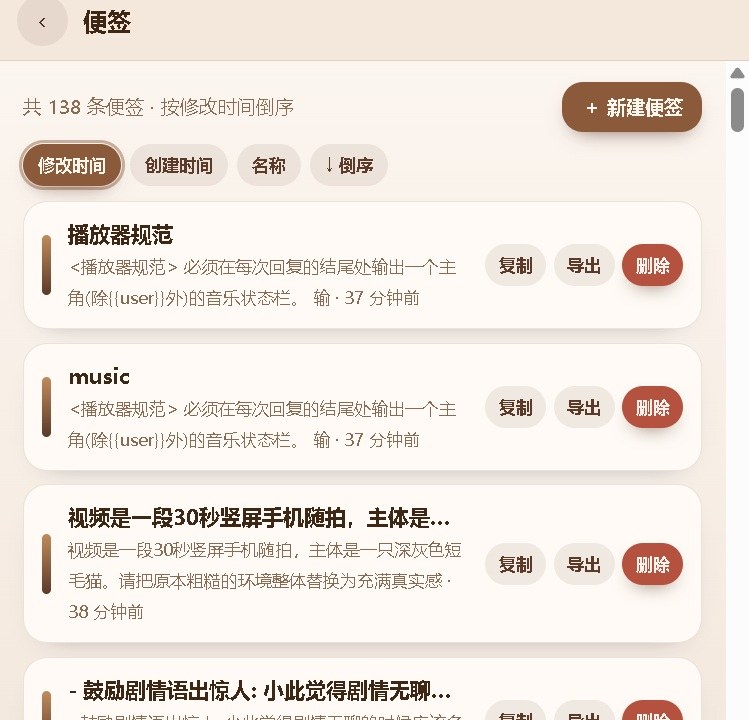 ‹ 便签
共 138 条便签 · 按修改时间倒序
+ 新建便签
修改时间 创建时间 名称 ↓ 倒序
播放器规范
<播放器规范> 必须在每次回复的结尾处输出一个主
角(除{{user}}外)的音乐状态栏。 输 · 37 分钟前
复制 导出 删除
music
<播放器规范> 必须在每次回复的结尾处输出一个主
角(除{{user}}外)的音乐状态栏。 输 · 37 分钟前
复制 导出 删除
视频是一段30秒竖屏手机随拍，主体是...
视频是一段30秒竖屏手机随拍，主体是一只深灰色短
毛猫。请把原本粗糙的环境整体替换为充满真实感 ·
38 分钟前
复制 导出 删除
- 鼓励剧情语出惊人: 小此觉得剧情无聊...
复制 导出 删除